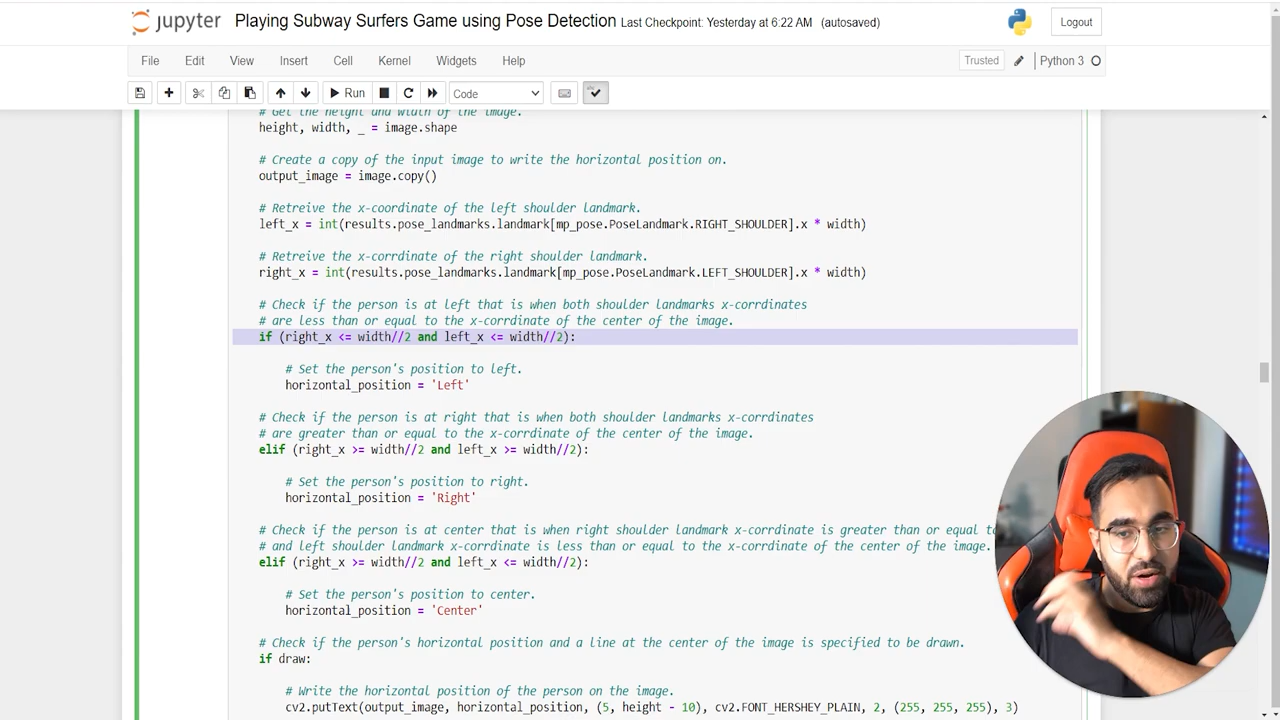 jupyter Playing Subway Surfers Game using Pose Detection Last Checkpoint: Yesterday at 6:22 AM (autosaved) Logout
File Edit View Insert Cell Kernel Widgets Help Trusted Python 3
Run Code
# Get the height and width of the image.
height, width, _ = image.shape
# Create a copy of the input image to write the horizontal position on.
output_image = image.copy()
# Retreive the x-coordinate of the left shoulder landmark.
left_x = int(results.pose_landmarks.landmark[mp_pose.PoseLandmark.RIGHT_SHOULDER].x * width)
# Retreive the x-corrdinate of the right shoulder landmark.
right_x = int(results.pose_landmarks.landmark[mp_pose.PoseLandmark.LEFT_SHOULDER].x * width)
# Check if the person is at left that is when both shoulder landmarks x-corrdinates
# are less than or equal to the x-corrdinate of the center of the image.
if (right_x <= width//2 and left_x <= width//2):
# Set the person's position to left.
horizontal_position = 'Left'
# Check if the person is at right that is when both shoulder landmarks x-corrdinates
# are greater than or equal to the x-corrdinate of the center of the image.
elif (right_x >= width//2 and left_x >= width//2):
# Set the person's position to right.
horizontal_position = 'Right'
# Check if the person is at center that is when right shoulder landmark x-corrdinate is greater than or equal to
# and left shoulder landmark x-corrdinate is less than or equal to the x-corrdinate of the center of the image.
elif (right_x >= width//2 and left_x <= width//2):
# Set the person's position to center.
horizontal_position = 'Center'
# Check if the person's horizontal position and a line at the center of the image is specified to be drawn.
if draw:
# Write the horizontal position of the person on the image.
cv2.putText(output_image, horizontal_position, (5, height - 10), cv2.FONT_HERSHEY_PLAIN, 2, (255, 255, 255), 3)